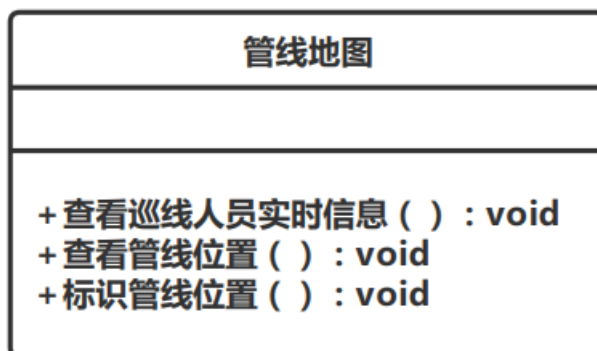 管线地图
+查看巡线人员实时信息（ ）: void
+查看管线位置（ ）: void
+标识管线位置（ ）: void